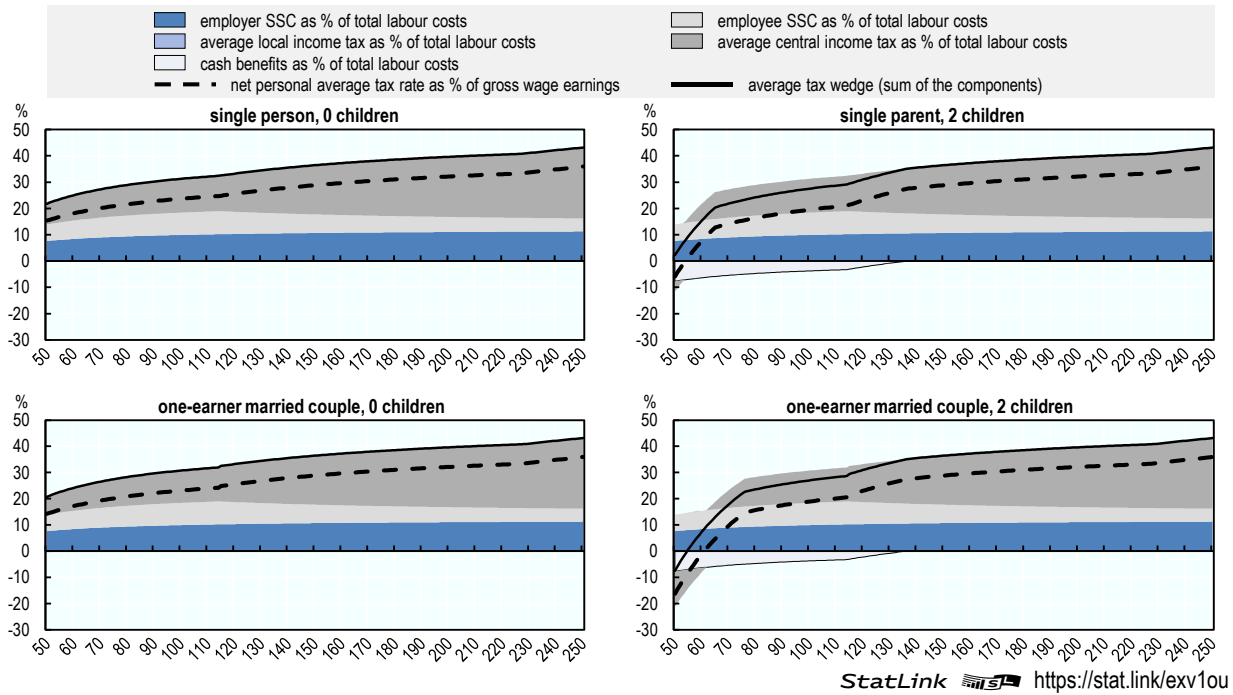 employer SSC as % of total labour costs
employee SSC as % of total labour costs
average local income tax as % of total labour costs
average central income tax as % of total labour costs
cash benefits as % of total labour costs
net personal average tax rate as % of gross wage earnings
average tax wedge (sum of the components)
%
single person, 0 children
50
40
30
20
10
0
-10
-20
-30
50 60 70 80 90 100 110 120 130 140 150 160 170 180 190 200 210 220 230 240 250
%
single parent, 2 children
50
40
30
20
10
0
-10
-20
-30
50 60 70 80 90 100 110 120 130 140 150 160 170 180 190 200 210 220 230 240 250
%
one-earner married couple, 0 children
50
40
30
20
10
0
-10
-20
-30
50 60 70 80 90 100 110 120 130 140 150 160 170 180 190 200 210 220 230 240 250
%
one-earner married couple, 2 children
50
40
30
20
10
0
-10
-20
-30
50 60 70 80 90 100 110 120 130 140 150 160 170 180 190 200 210 220 230 240 250
StatLink https://stat.link/exv1ou